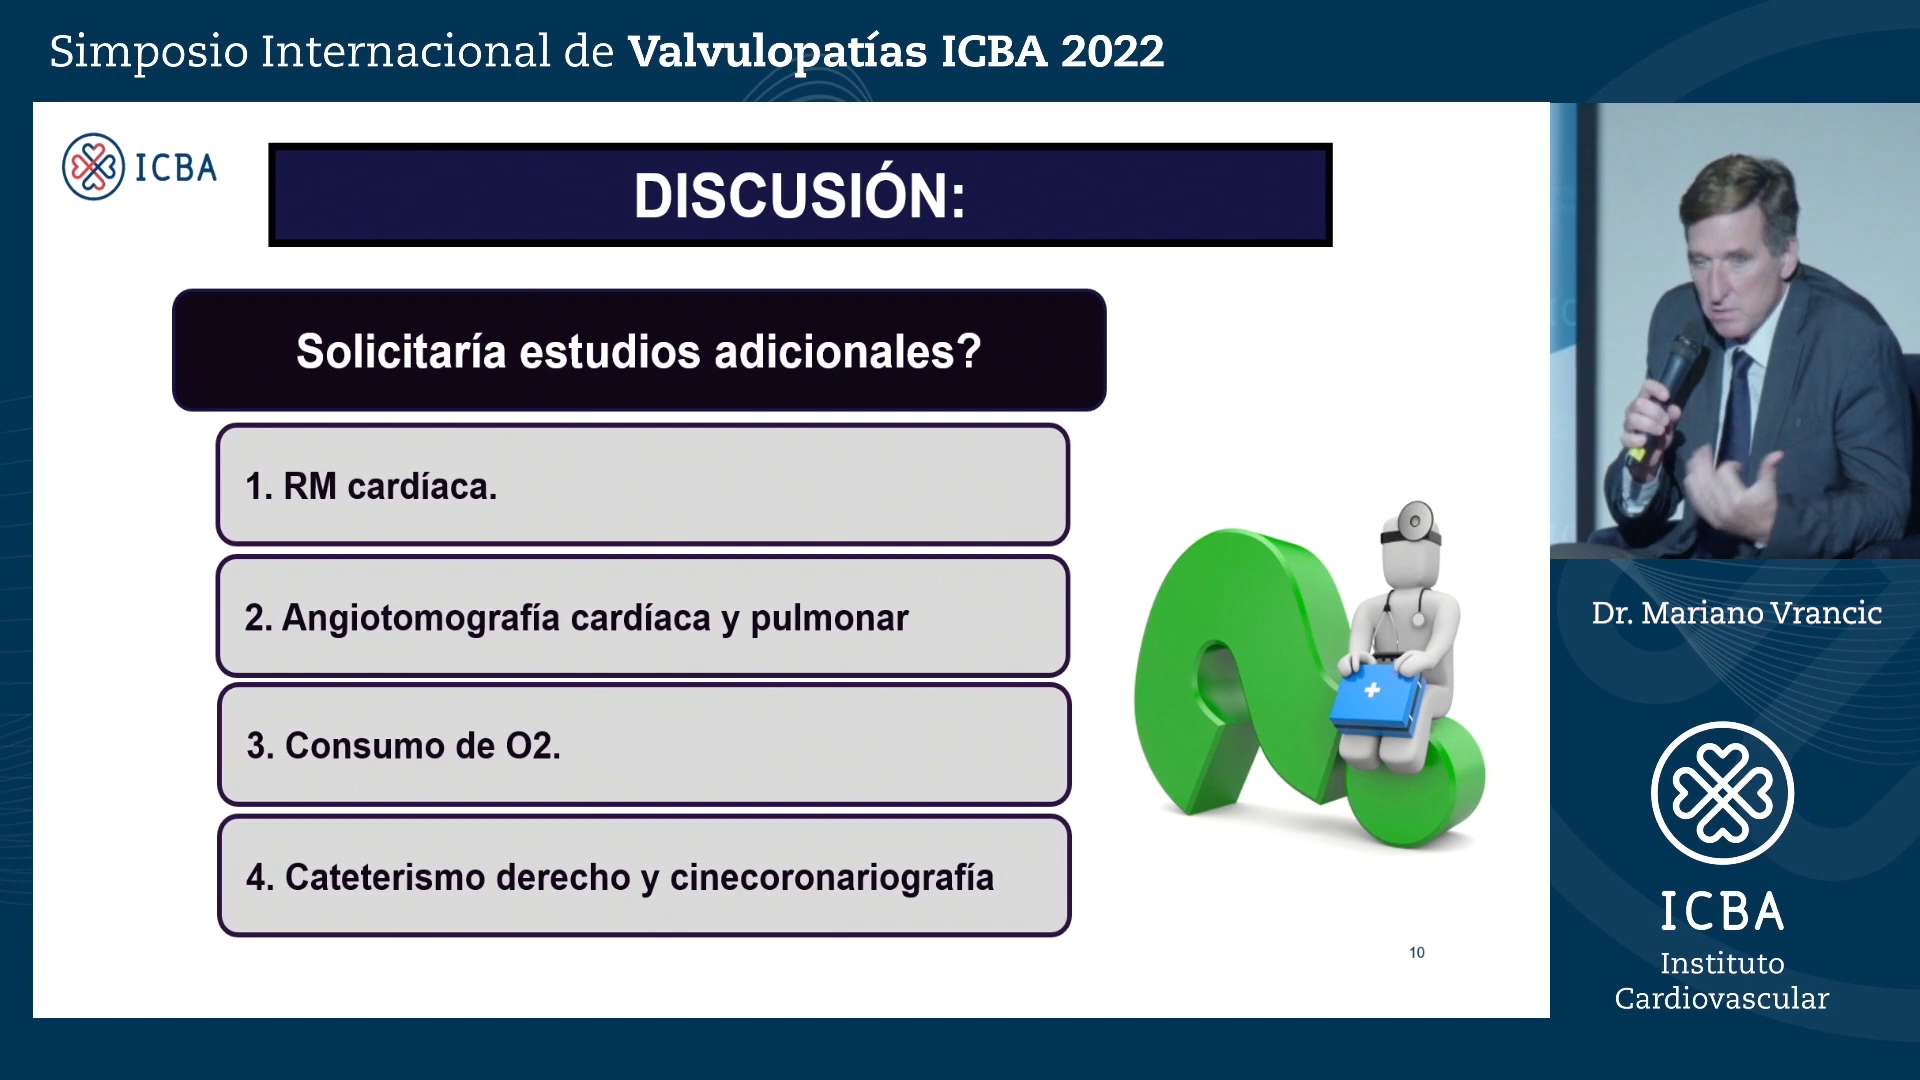 Simposio Internacional de Valvulopatías ICBA 2022
ICBA
DISCUSIÓN:
Solicitaría estudios adicionales?
1. RM cardíaca.
2. Angiotomografía cardíaca y pulmonar
3. Consumo de O2.
4. Cateterismo derecho y cinecoronariografía
10
Dr. Mariano Vrancic
ICBA
Instituto
Cardiovascular